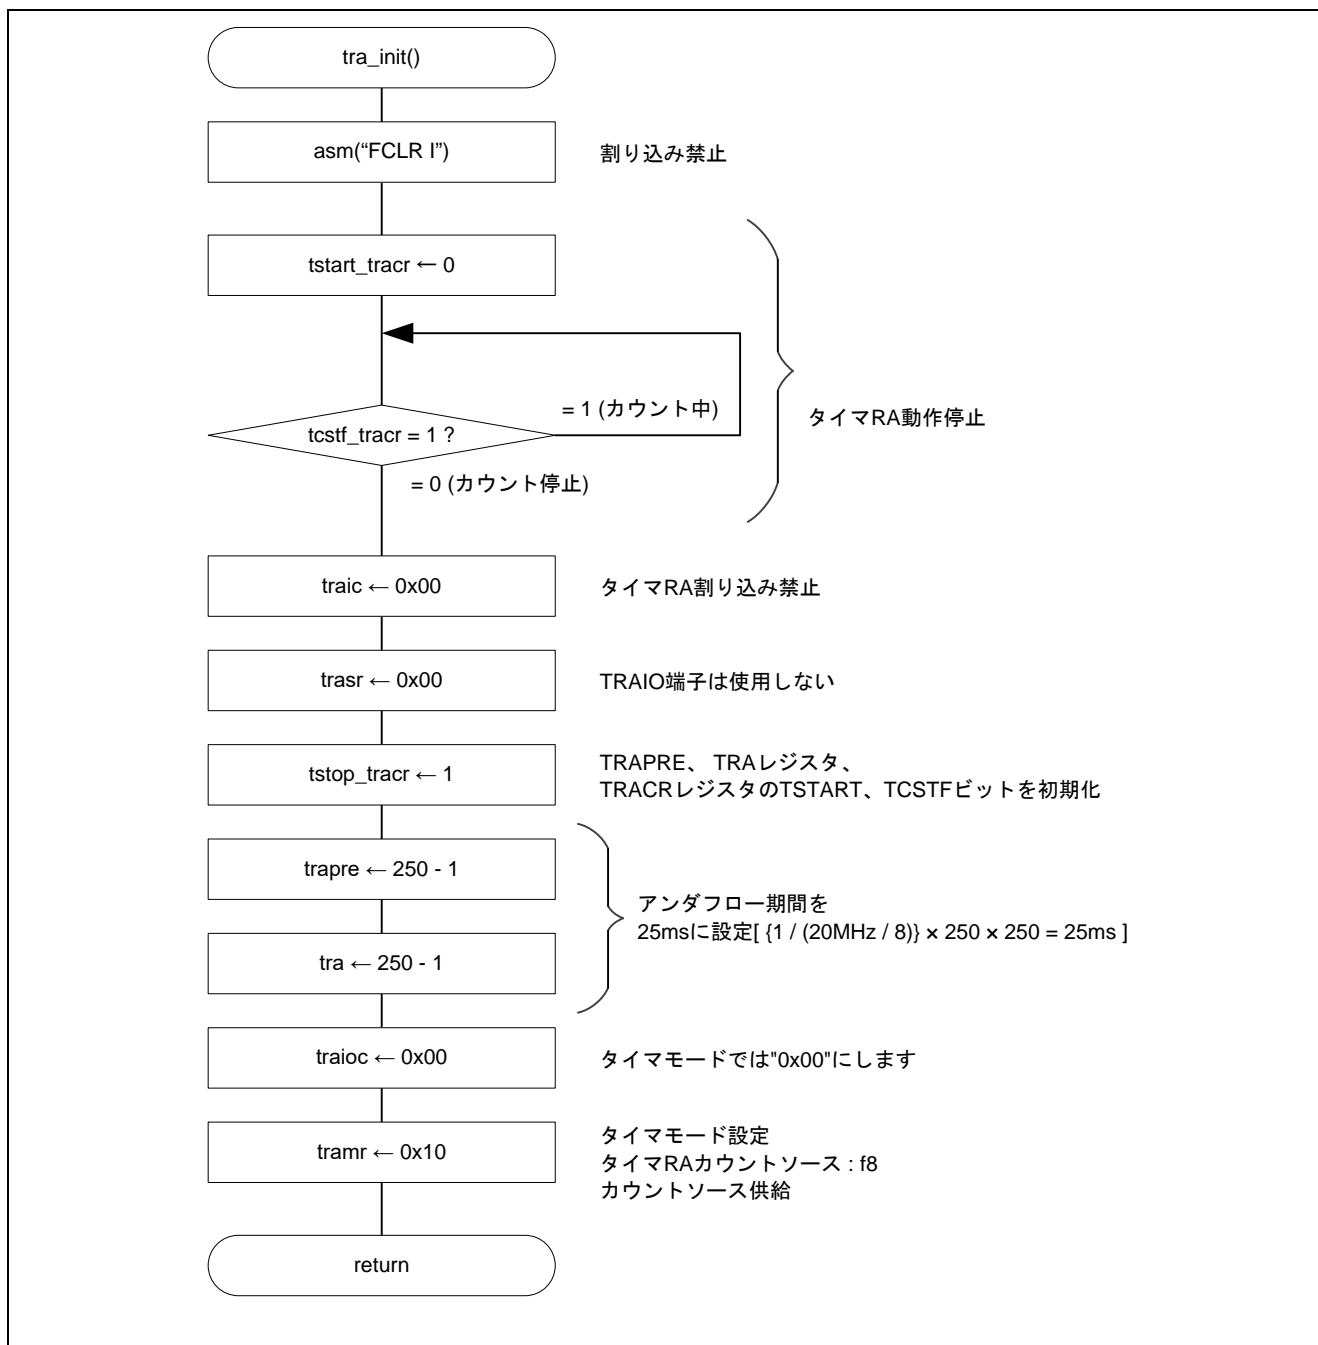 tra_init()
asm(“FCLR I”)
割り込み禁止
tstart_tracr ← 0
= 1 (カウント中)
tcstf_tracr = 1 ?
タイマRA動作停止
= 0 (カウント停止)
traic ← 0x00
タイマRA割り込み禁止
trasr ← 0x00
TRAIO端子は使用しない
tstop_tracr ← 1
TRAPRE、 TRAレジスタ、
TRACRレジスタのTSTART、TCSTFビットを初期化
trapre ← 250 - 1
アンダフロー期間を
25msに設定[ {1 / (20MHz / 8)} × 250 × 250 = 25ms ]
tra ← 250 - 1
traioc ← 0x00
タイマモードでは"0x00"にします
tramr ← 0x10
タイマモード設定
タイマRAカウントソース : f8
カウントソース供給
return